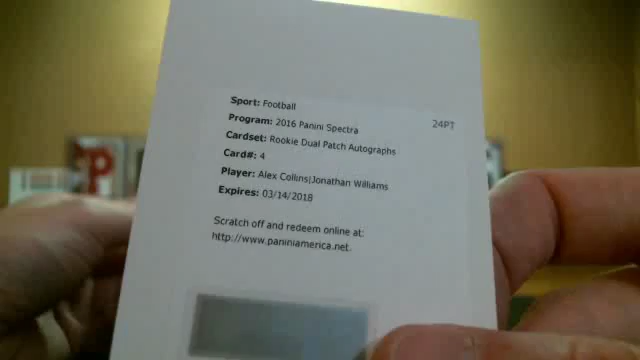 Sport: Football
24PT
Program: 2016 Panini Spectra
Cardset: Rookie Dual Patch Autographs
Card#: 4
Player: Alex Collins|Jonathan Williams
Expires: 03/14/2018
Scratch off and redeem online at:
http://www.paniniamerica.net.
P